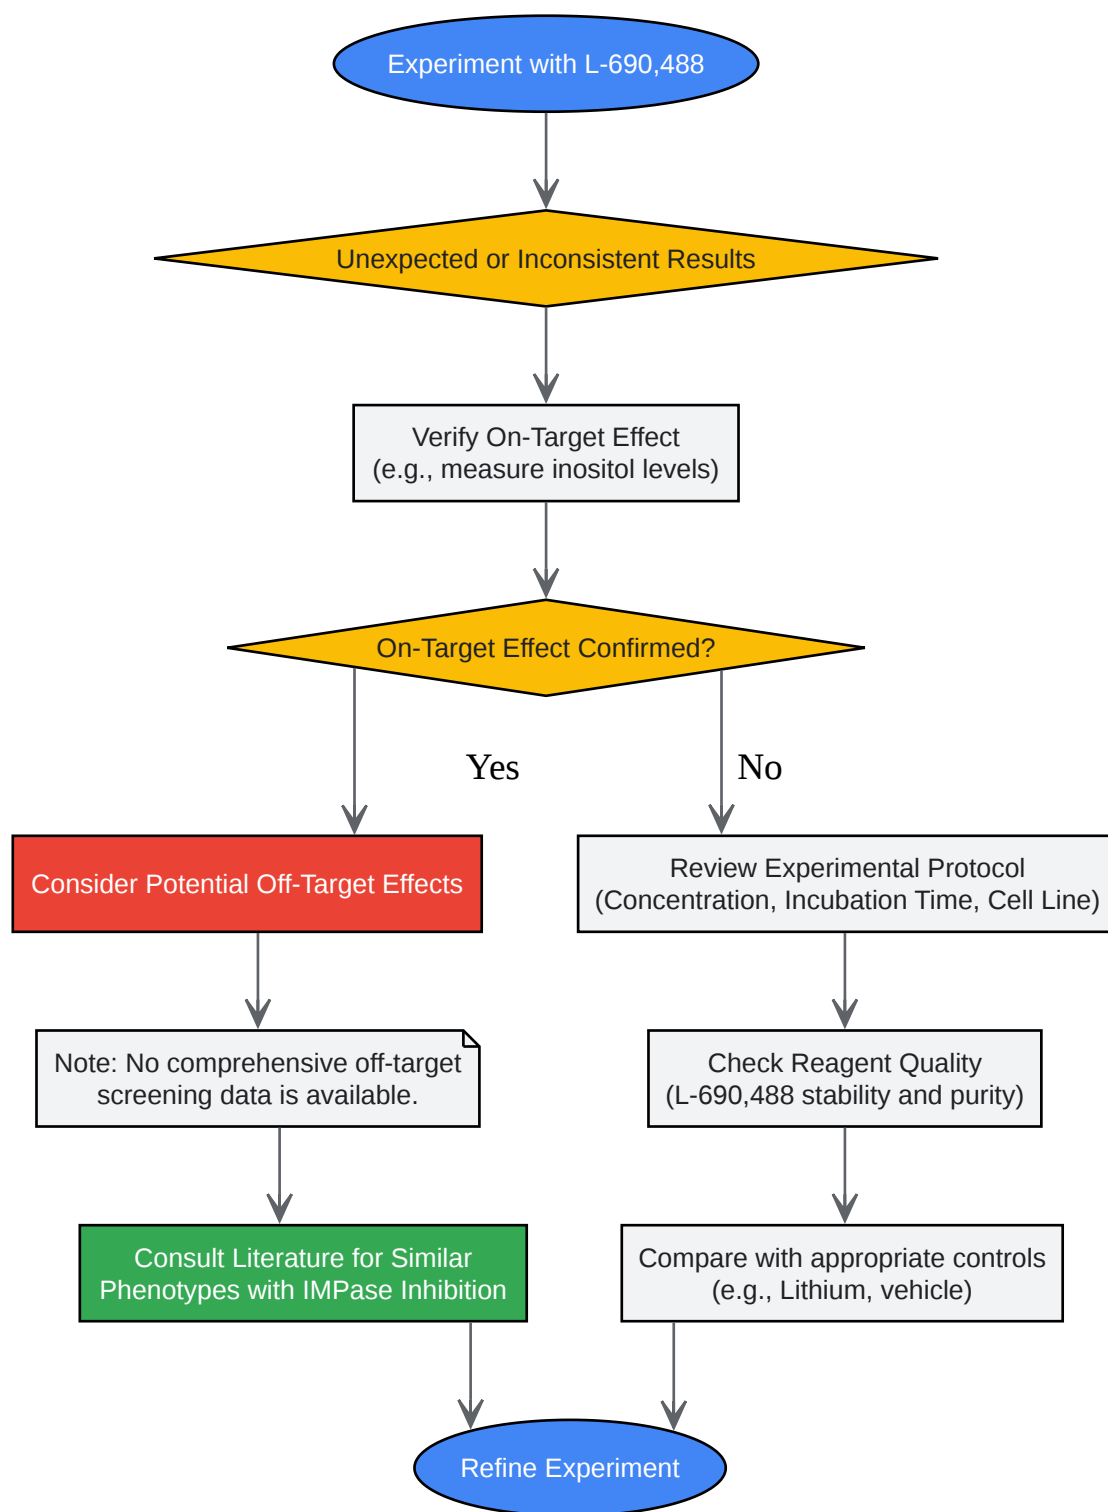 Experiment with L-690,488
Unexpected or Inconsistent Results
Verify On-Target Effect
(e.g., measure inositol levels)
On-Target Effect Confirmed?
Yes
No
Consider Potential Off-Target Effects
Review Experimental Protocol
(Concentration, Incubation Time, Cell Line)
Note: No comprehensive off-target
screening data is available.
Check Reagent Quality
(L-690,488 stability and purity)
Consult Literature for Similar
Phenotypes with IMPase Inhibition
Compare with appropriate controls
(e.g., Lithium, vehicle)
Refine Experiment